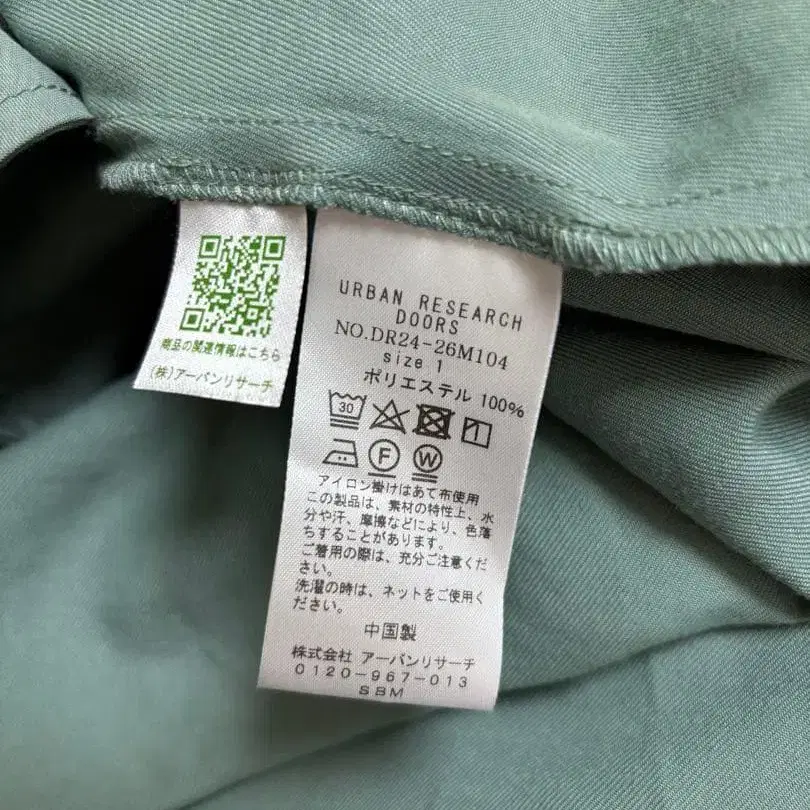 商品の関連情報はこちら
(株)アーバンリサーチ
URBAN RESEARCH
DOORS
NO.DR24-26M104
size 1
ポリエステル 100%
30
F
W
アイロン掛けはあて布使用
この製品は、素材の特性上、水
分や汗、摩擦などにより、色落
ちすることがあります。
ご着用の際は、充分ご注意くださ
い。
洗濯の時は、ネットをご使用く
ださい。
中国製
株式会社 アーバンリサーチ
0120-967-013
SBM